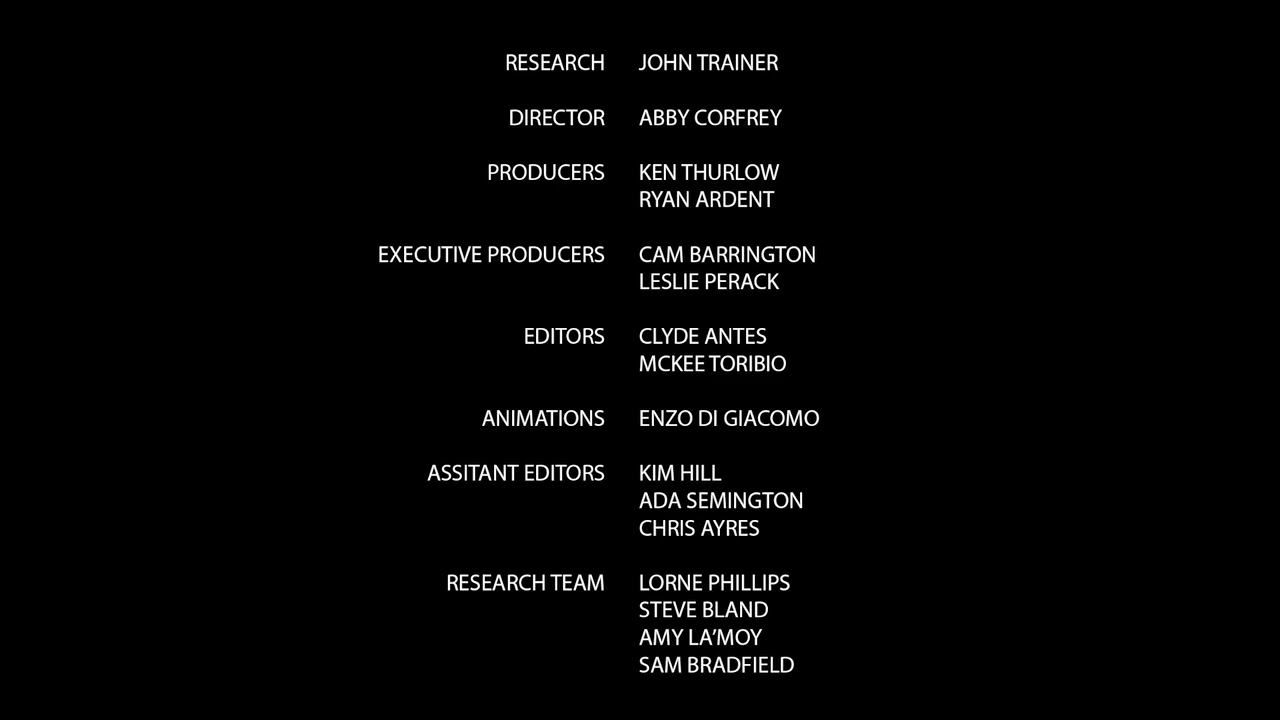 RESEARCH JOHN TRAINER
DIRECTOR ABBY CORFREY
PRODUCERS KEN THURLOW
RYAN ARDENT
EXECUTIVE PRODUCERS CAM BARRINGTON
LESLIE PERACK
EDITORS CLYDE ANTES
MCKEE TORIBIO
ANIMATIONS ENZO DI GIACOMO
ASSITANT EDITORS KIM HILL
ADA SEMINGTON
CHRIS AYRES
RESEARCH TEAM LORNE PHILLIPS
STEVE BLAND
AMY LA’MOY
SAM BRADFIELD